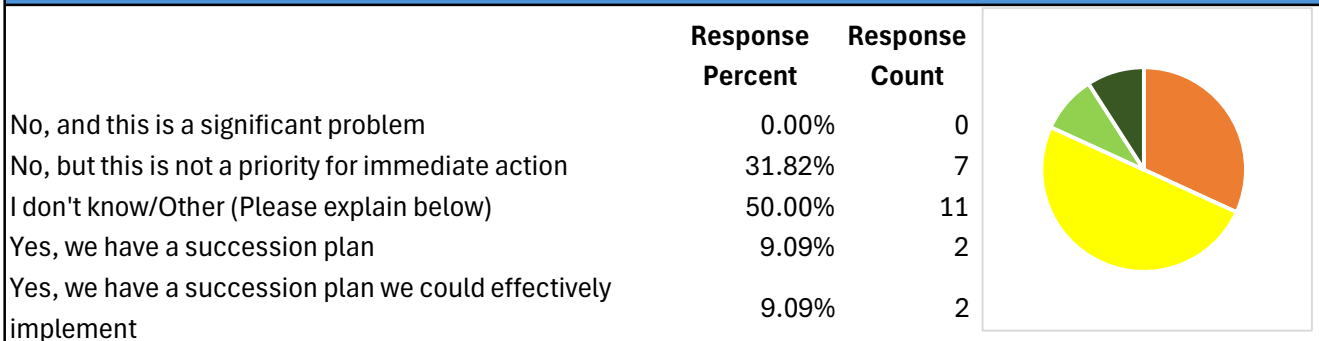 Response Response
Percent Count
No, and this is a significant problem 0.00% 0
No, but this is not a priority for immediate action 31.82% 7
I don't know/Other (Please explain below) 50.00% 11
Yes, we have a succession plan 9.09% 2
Yes, we have a succession plan we could effectively
implement 9.09% 2